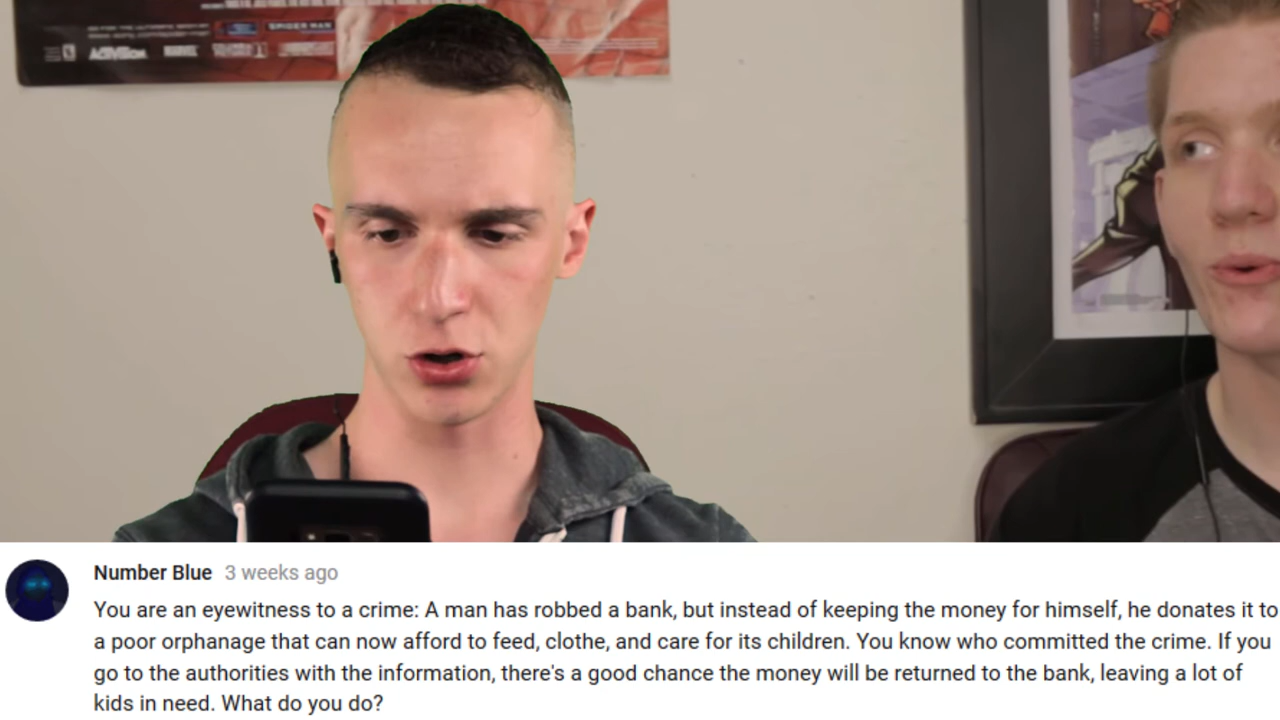 SPIDER-MAN
ACTIVISION
MARVEL
Number Blue 3 weeks ago
You are an eyewitness to a crime: A man has robbed a bank, but instead of keeping the money for himself, he donates it to
a poor orphanage that can now afford to feed, clothe, and care for its children. You know who committed the crime. If you
go to the authorities with the information, there's a good chance the money will be returned to the bank, leaving a lot of
kids in need. What do you do?